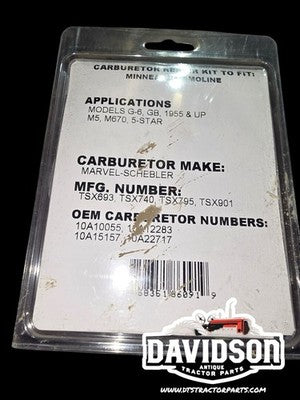 CARBURETOR REPAIR KIT TO FIT:
MINNEAPOLIS MOLINE
APPLICATIONS
MODELS G-6, GB, 1955 & UP
M5, M670, 5-STAR
CARBURETOR MAKE:
MARVEL-SCHEBLER
MFG. NUMBER:
TSX693, TSX740, TSX795, TSX901
OEM CARBURETOR NUMBERS:
10A10055, 10A12283
10A15157, 10A22717
DAVIDSON
ANTIQUE
TRACTOR PARTS
WWW.DTSTRACTORPARTS.COM